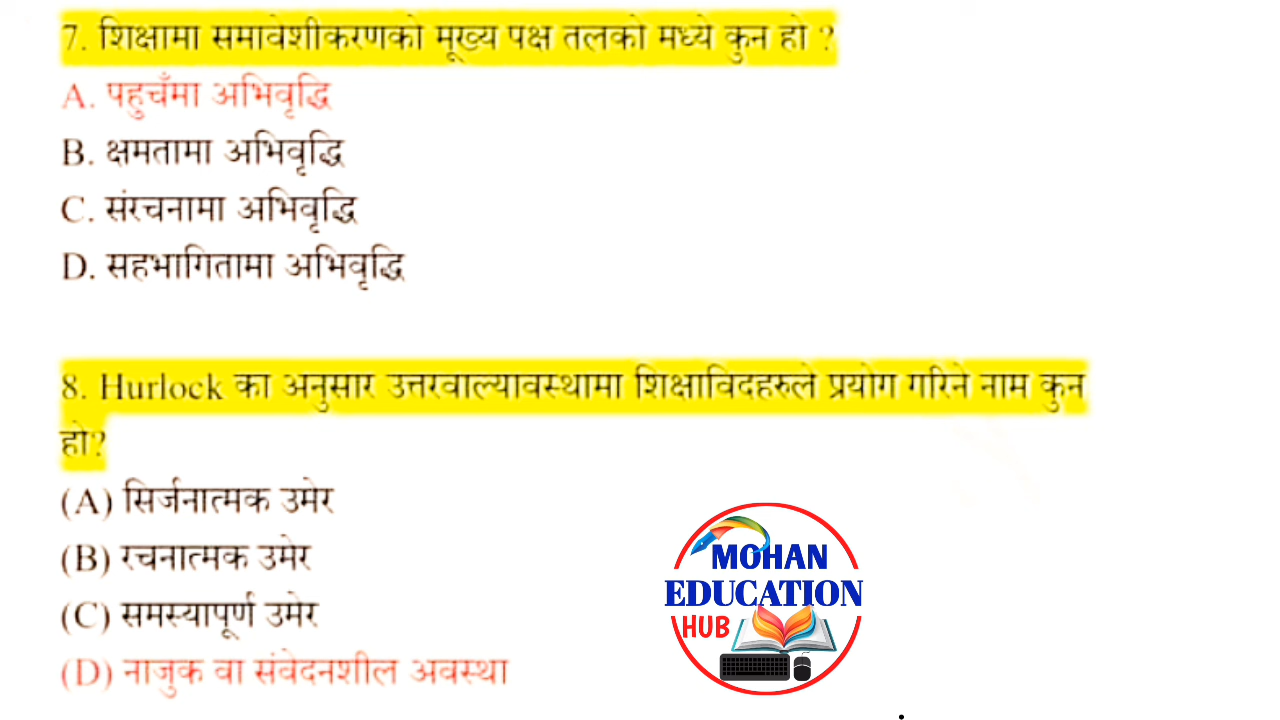 7. शिक्षामा समावेशीकरणको मूख्य पक्ष तलको मध्ये कुन हो ?
A. पहुचँमा अभिवृद्धि
B. क्षमतामा अभिवृद्धि
C. संरचनामा अभिवृद्धि
D. सहभागितामा अभिवृद्धि
8. Hurlock का अनुसार उत्तरवाल्यावस्थामा शिक्षाविदहरुले प्रयोग गरिने नाम कुन
हो?
(A) सिर्जनात्मक उमेर
(B) रचनात्मक उमेर
(C) समस्यापूर्ण उमेर
(D) नाजुक वा संवेदनशील अवस्था
MOHAN
EDUCATION
HUB